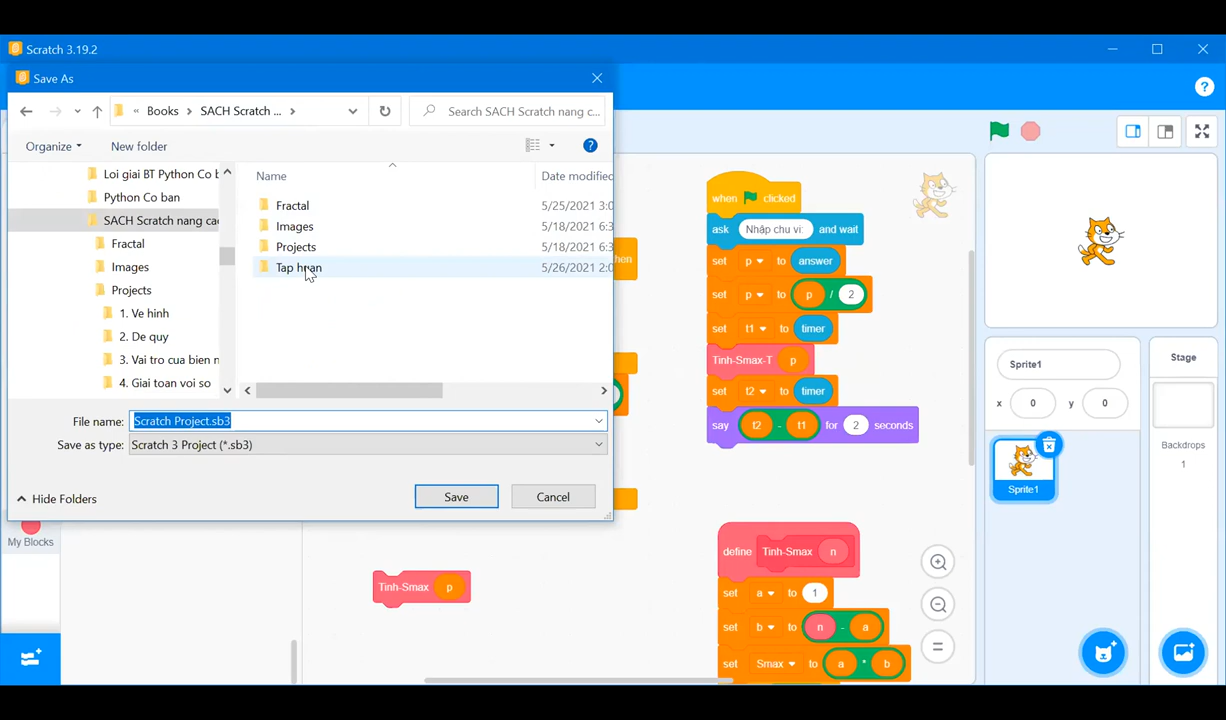 Scratch 3.19.2
Save As
« Books › SACH Scratch ... ›
Search SACH Scratch nang c...
Organize
New folder
Loi giai BT Python Co b
Python Co ban
SACH Scratch nang cac
Fractal
Images
Projects
1. Ve hinh
2. De quy
3. Vai tro cua bien n
4. Giai toan voi so
Name
Date modified
Fractal
5/25/2021 3:0
Images
5/18/2021 6:3
Projects
5/18/2021 6:3
Tap huan
5/26/2021 2:0
File name:
Scratch Project.sb3
Save as type:
Scratch 3 Project (*.sb3)
Hide Folders
Save
Cancel
My Blocks
hen
Tinh-Smax p
when clicked
ask Nhập chu vi: and wait
set p to answer
set p to p / 2
set t1 to timer
Tinh-Smax-T p
set t2 to timer
say t2 - t1 for 2 seconds
define Tinh-Smax n
set a to 1
set b to n - a
set Smax to a * b
Sprite1
x 0 y 0
Sprite1
Stage
Backdrops
1